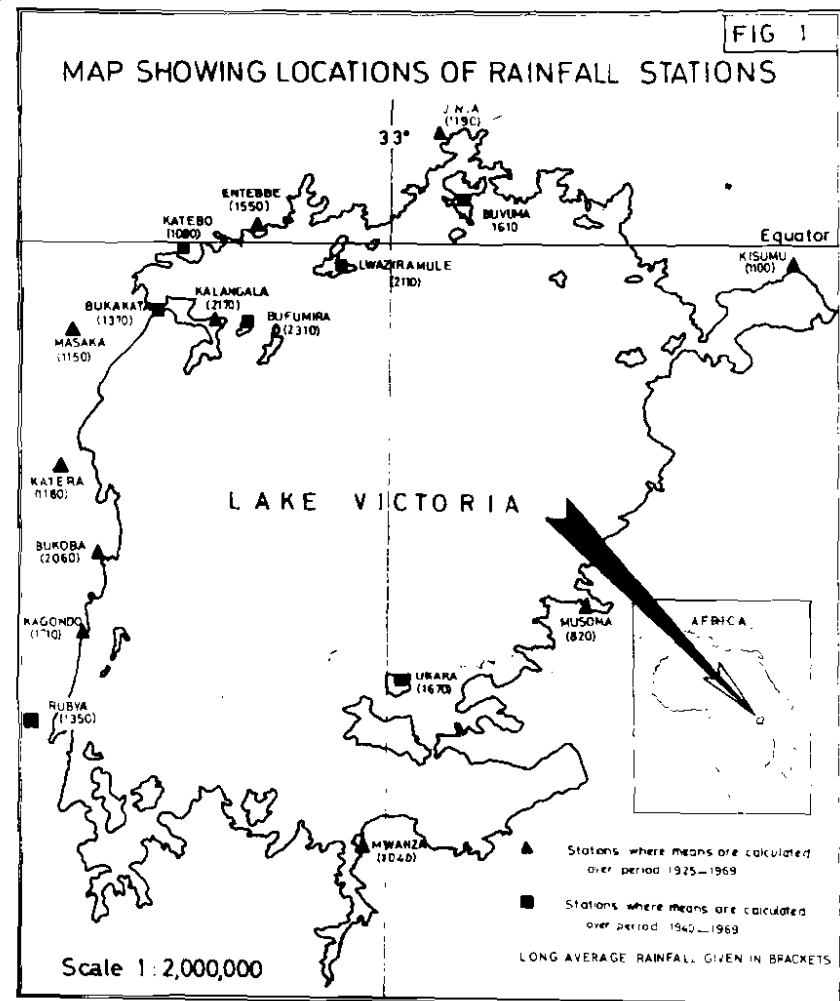 FIG 1
MAP SHOWING LOCATIONS OF RAINFALL STATIONS
(1190)
33°
ENTEBBE
(1550)
KATEBO
(1080)
BUVUMA
1610
Equator
KISUMU
(1100)
LWAZIRAMULE
(2110)
KALANGALA
(2170)
BUKAKATA
(1370)
BUFUMIRA
(2310)
MASAKA
(1150)
KATERA
(1180)
LAKE VICTORIA
BUKOBA
(2060)
KAGONDO
MUSOMA
(820)
AFRICA
UKARA
(1670)
RUBYA
(1350)
MWANZA
(1040)
Stations where means are calculated
over period 1925–1969
Stations where means are calculated
over period 1940–1969
LONG AVERAGE RAINFALL GIVEN IN BRACKETS
Scale 1:2,000,000